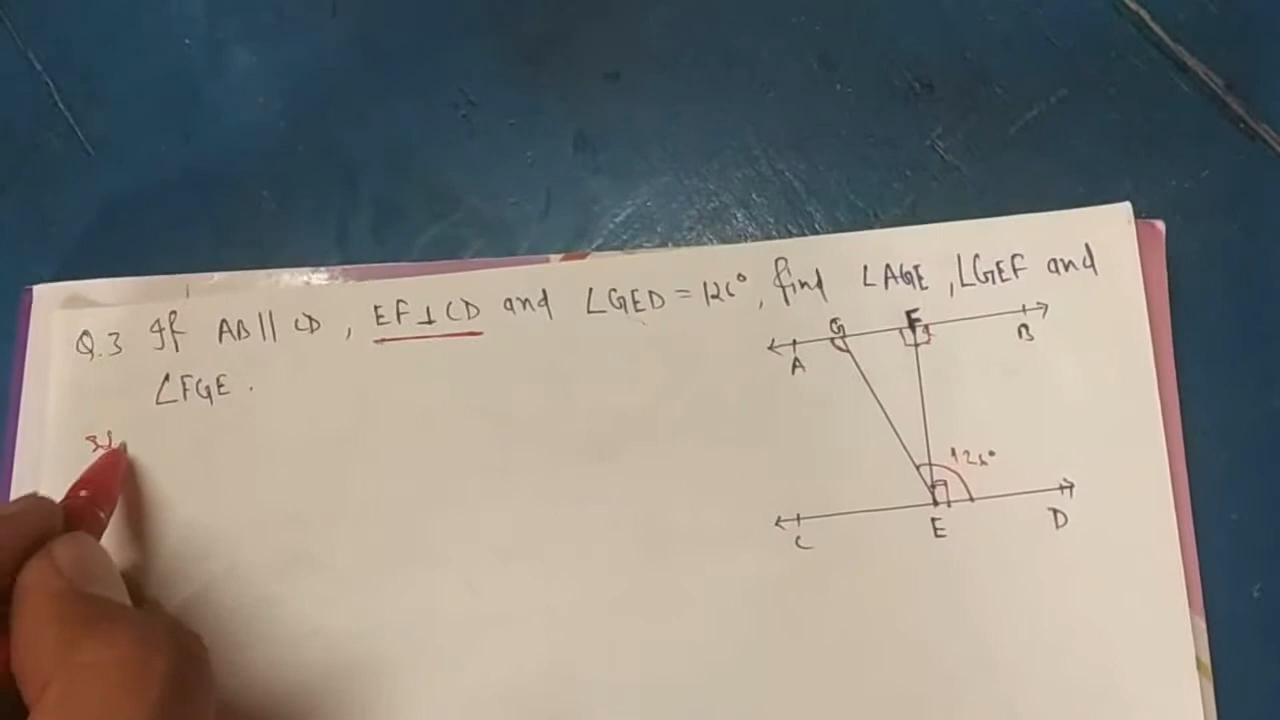 Q.3 If AB || CD, EF ⊥ CD and ∠GED = 126°, find ∠AGE, ∠GEF and
∠FGE.
G F B
A
126°
C E D